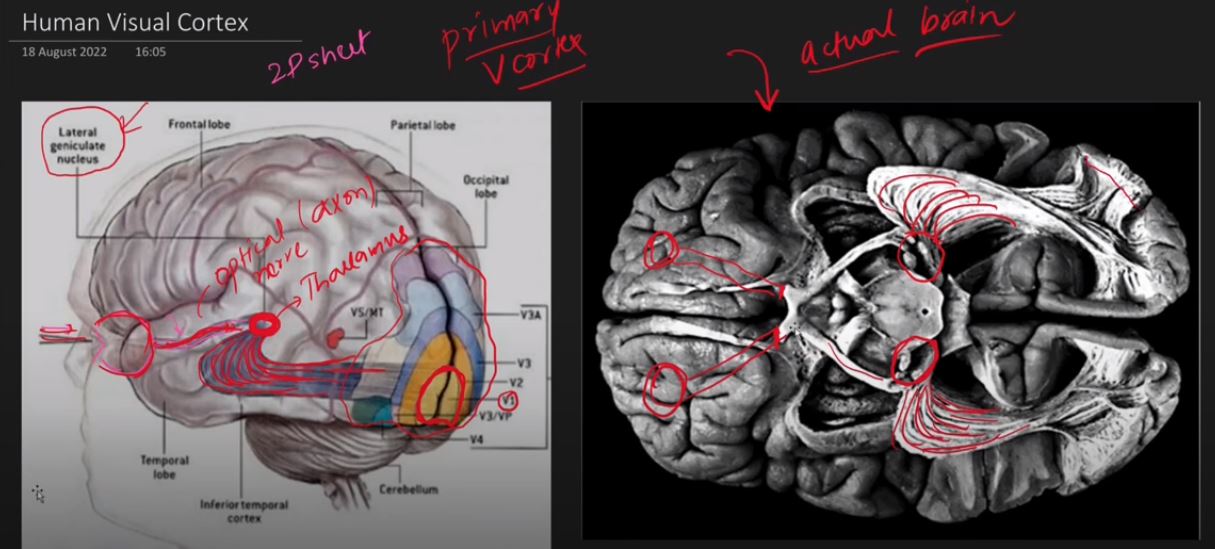 Human Visual Cortex
18 August 2022 16:05
2P sheet
primary
V cortex
actual brain
Lateral
geniculate
nucleus
Frontal lobe
Parietal lobe
Occipital
lobe
optical (axon)
nerve
Thalamus
V5/MT
V3A
V3
V2
V1
V3/VP
V4
Temporal
lobe
Inferior temporal
cortex
Cerebellum